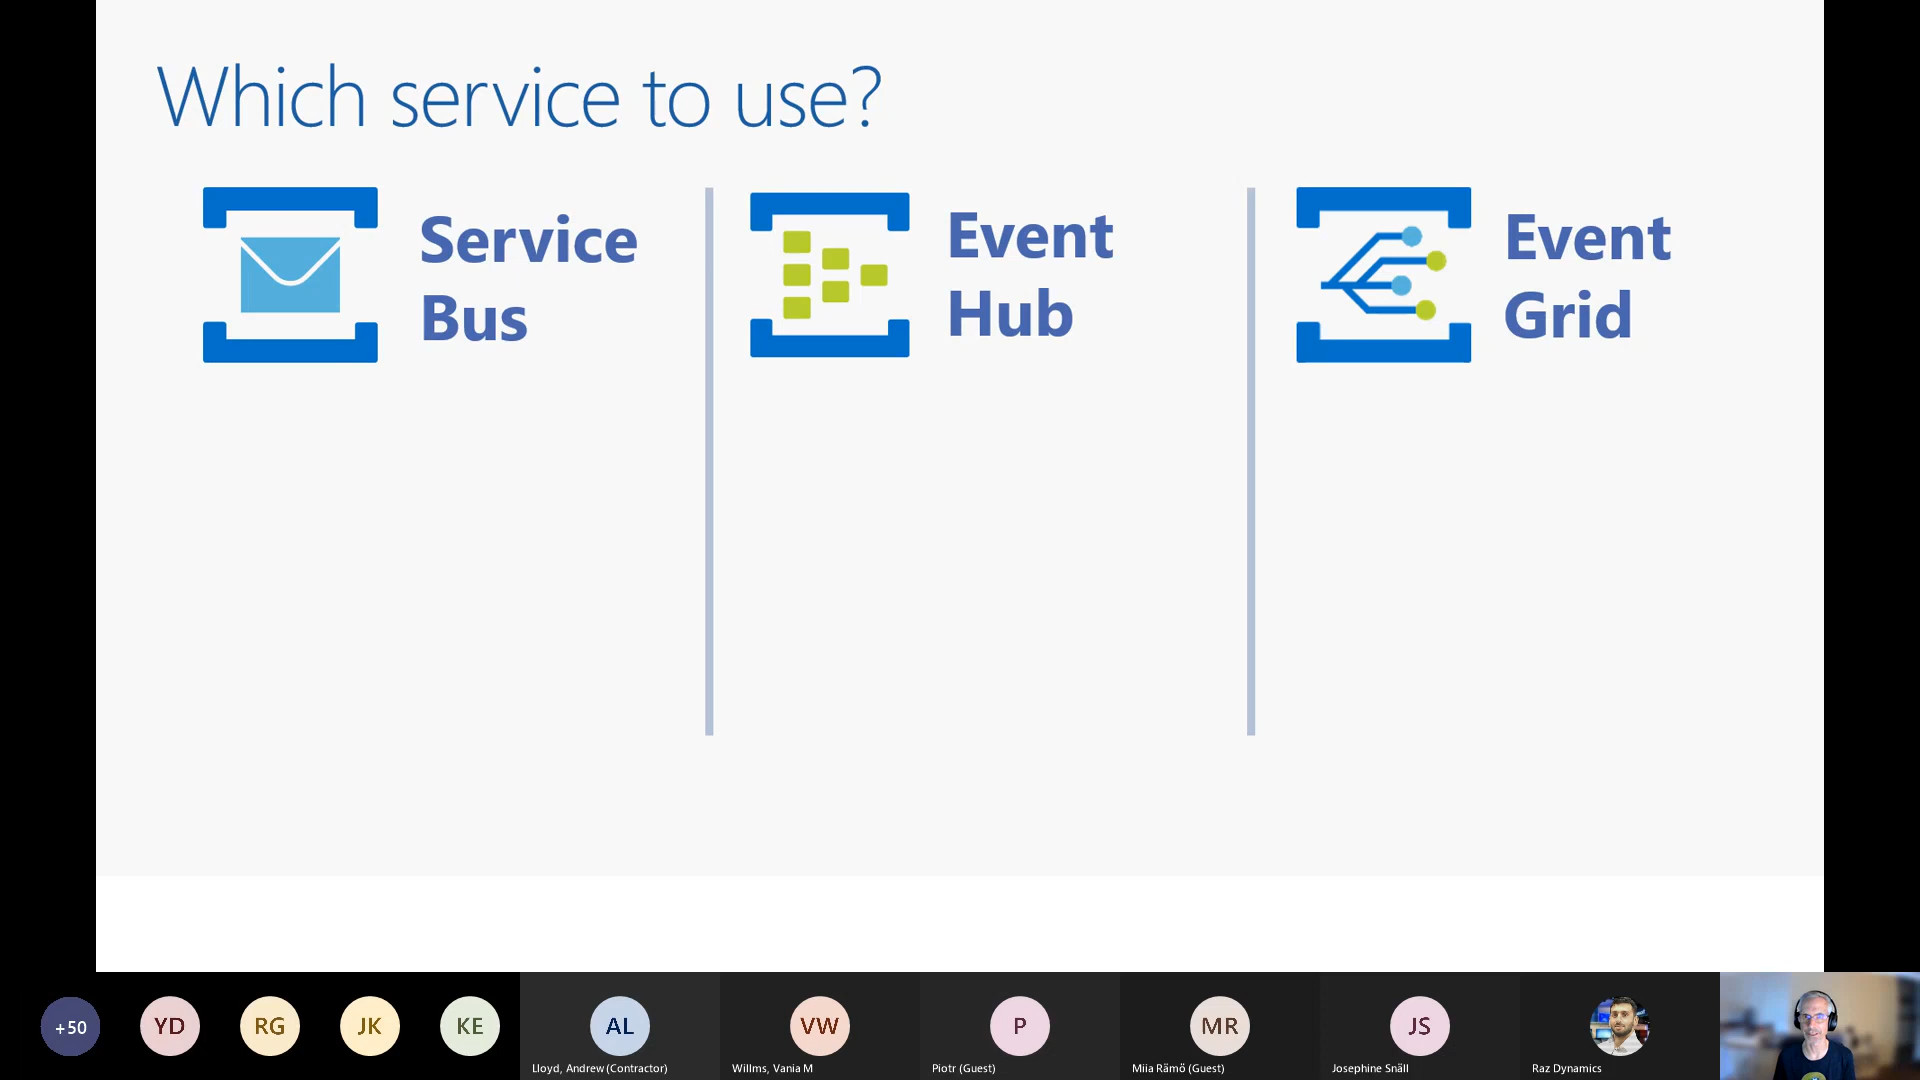 Which service to use?
Service
Bus
Event
Hub
Event
Grid
+50
YD
RG
JK
KE
AL
VW
P
MR
JS
Lloyd, Andrew (Contractor)
Willms, Vania M
Piotr (Guest)
Miia Rämö (Guest)
Josephine Snäll
Raz Dynamics